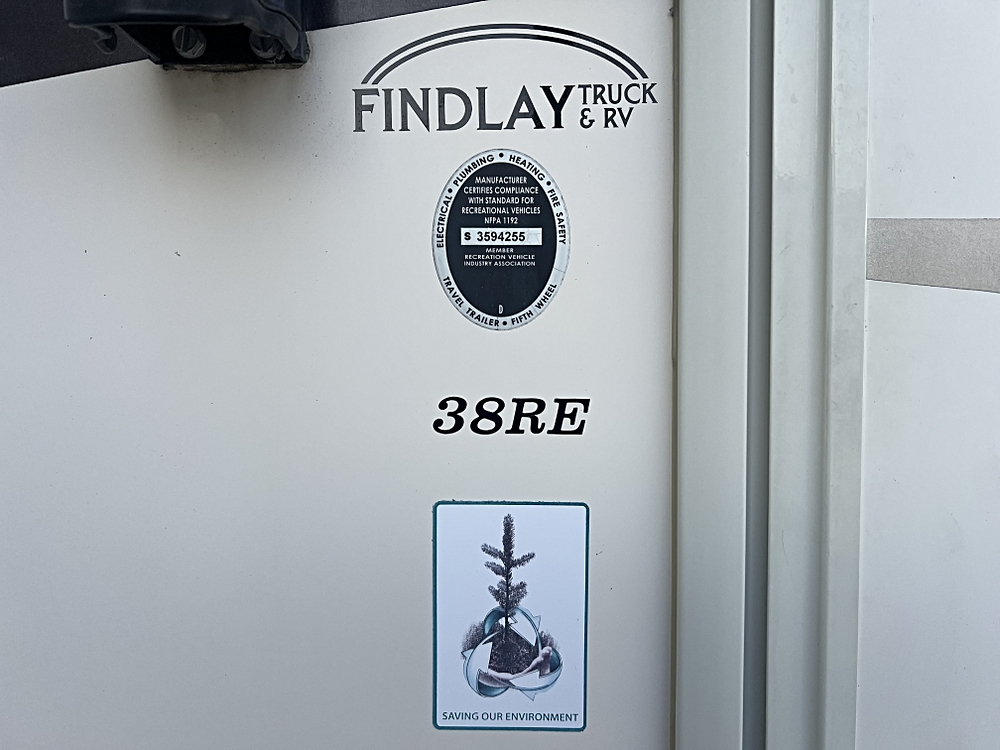 FINDLAY TRUCK
& RV
ELECTRICAL • PLUMBING • HEATING • FIRE SAFETY
MANUFACTURER
CERTIFIES COMPLIANCE
WITH STANDARD FOR
RECREATIONAL VEHICLES
NFPA 1192
S 3594255
MEMBER
RECREATION VEHICLE
INDUSTRY ASSOCIATION
D
TRAVEL TRAILER • FIFTH WHEEL
38RE
SAVING OUR ENVIRONMENT